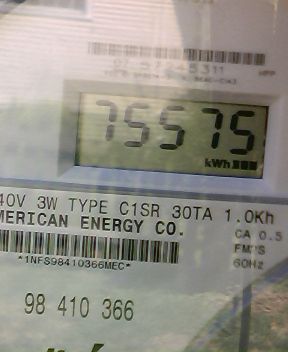 75575
kWh
40V 3W TYPE C1SR 30TA 1.0Kh
MERICAN ENERGY CO.
CA 0.5
60Hz
*1NFS98410366MEC*
98 410 366